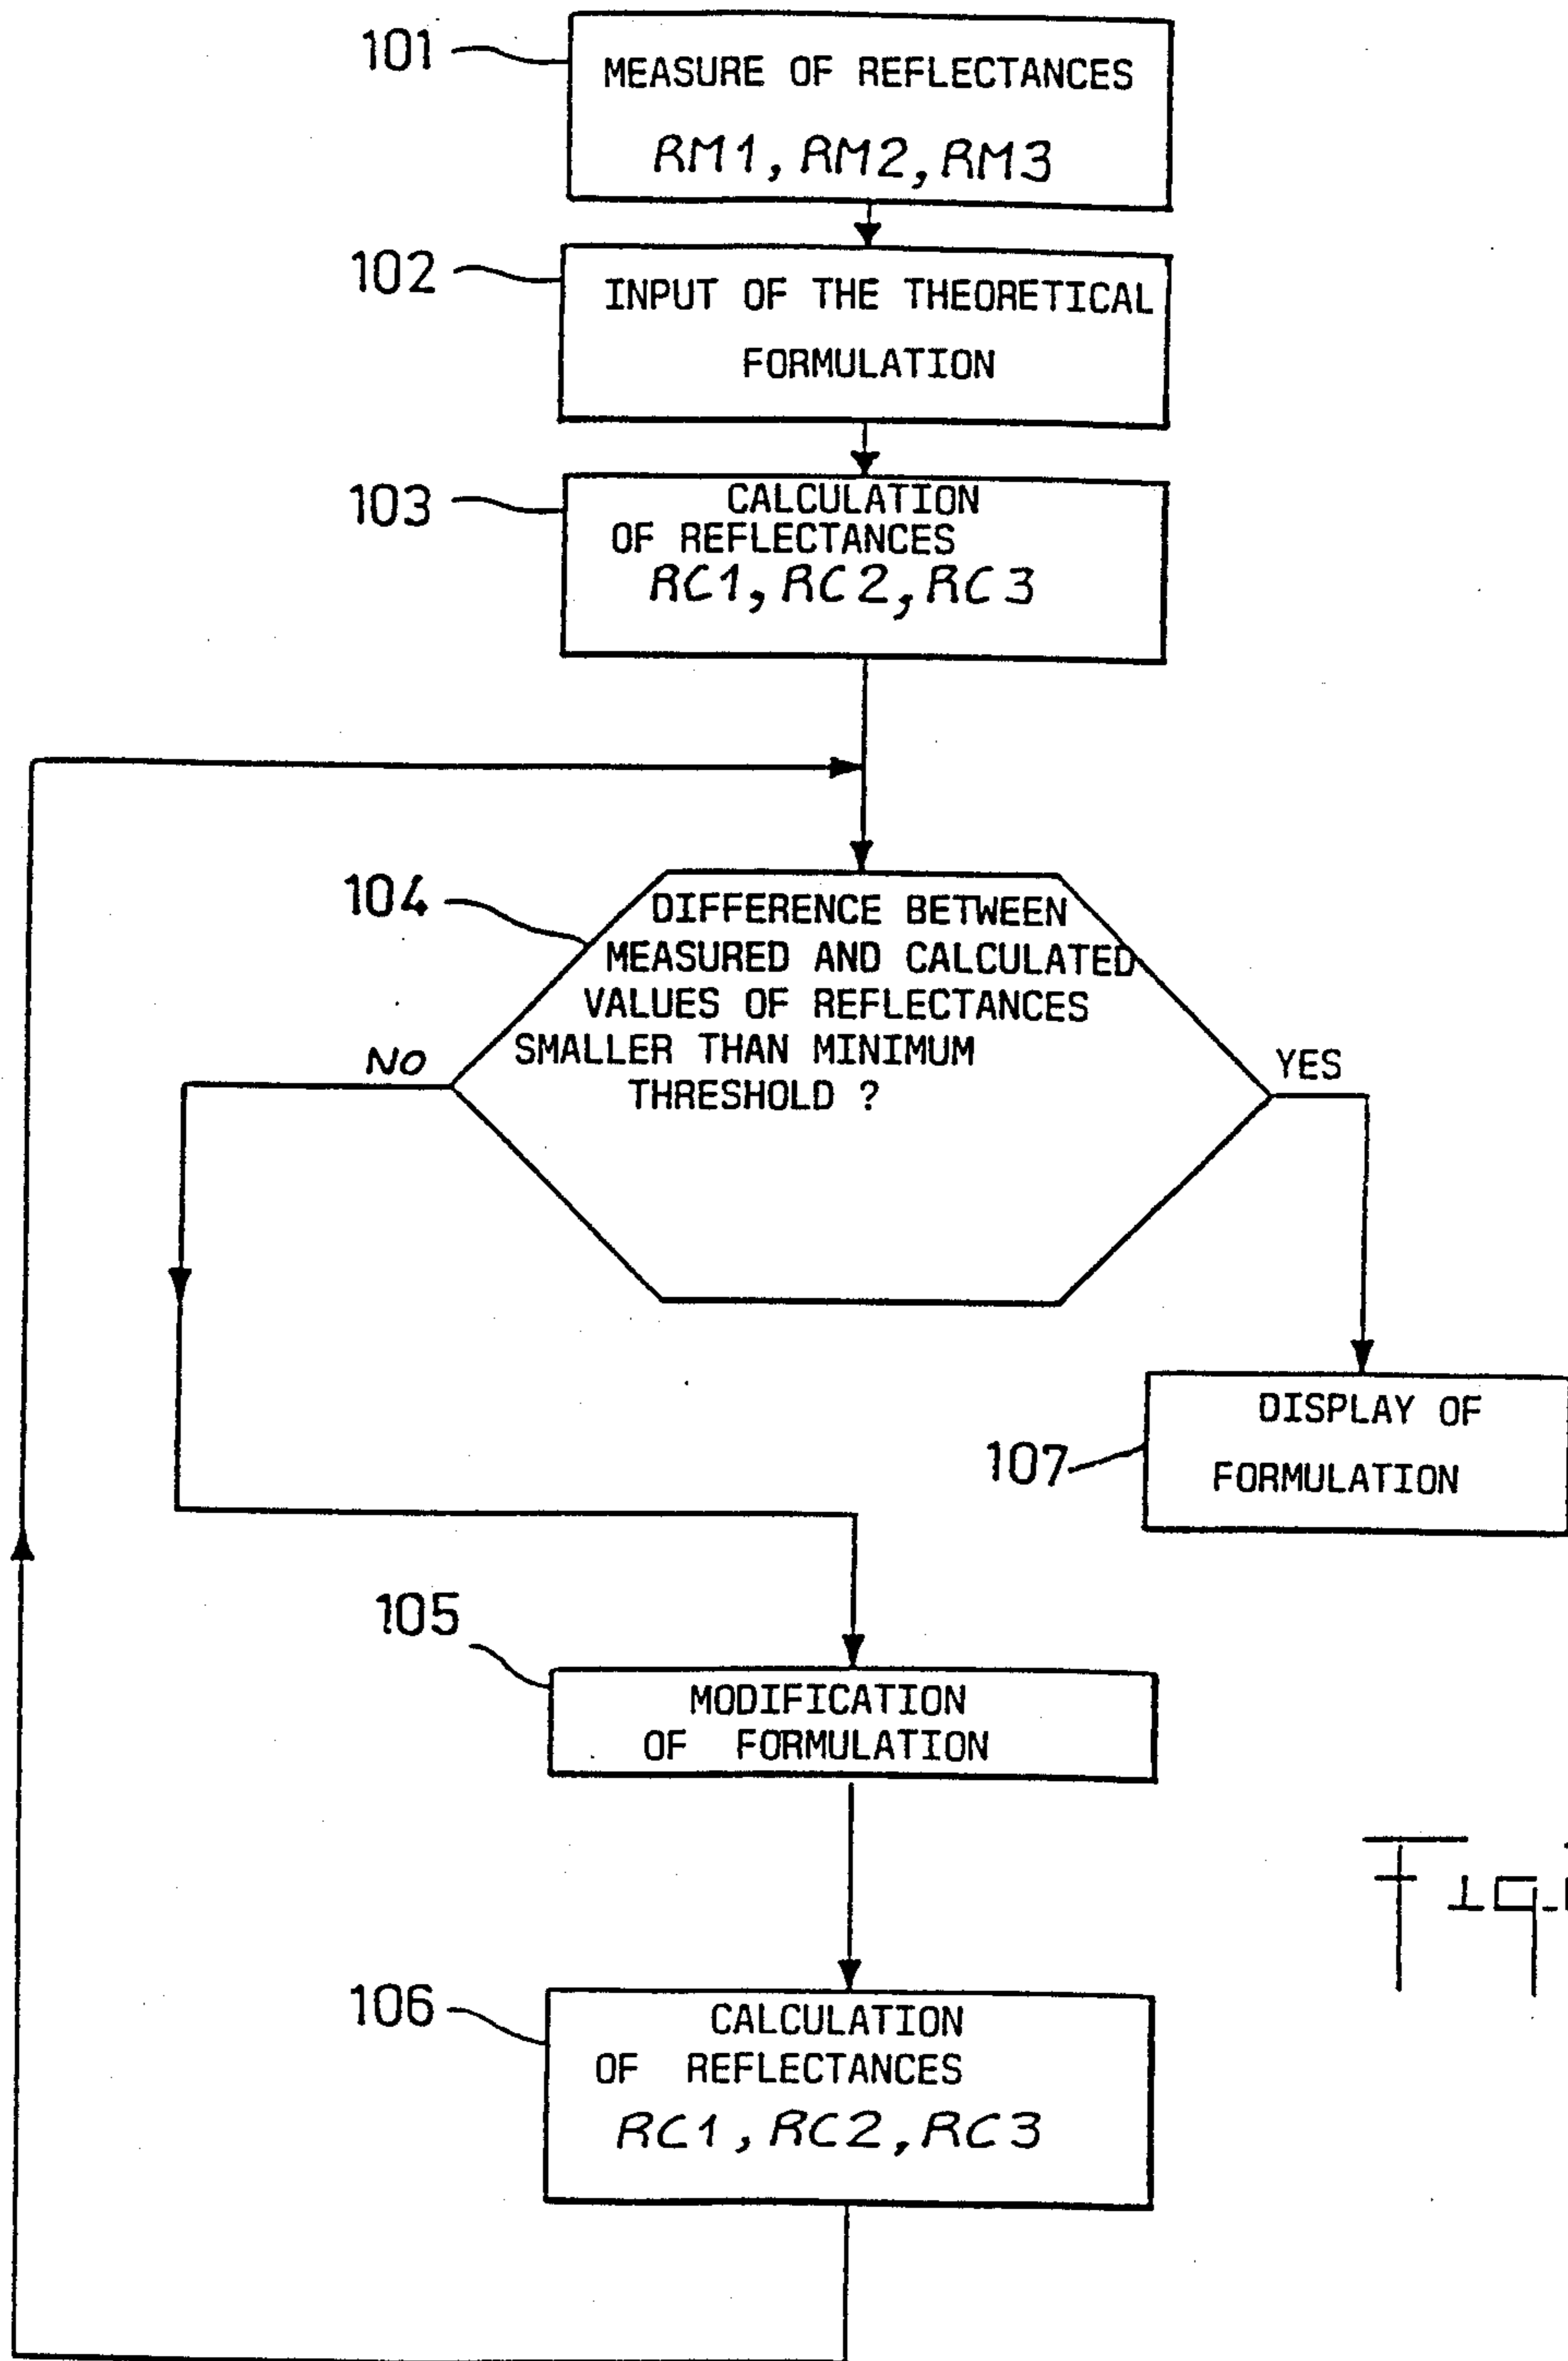 101
MEASURE OF REFLECTANCES
RM1, RM2, RM3
102
INPUT OF THE THEORETICAL
FORMULATION
103
CALCULATION
OF REFLECTANCES
RC1, RC2, RC3
104
DIFFERENCE BETWEEN
MEASURED AND CALCULATED
VALUES OF REFLECTANCES
SMALLER THAN MINIMUM
THRESHOLD ?
NO
YES
DISPLAY OF
FORMULATION
107
105
MODIFICATION
OF FORMULATION
Fig.
106
CALCULATION
OF REFLECTANCES
RC1, RC2, RC3